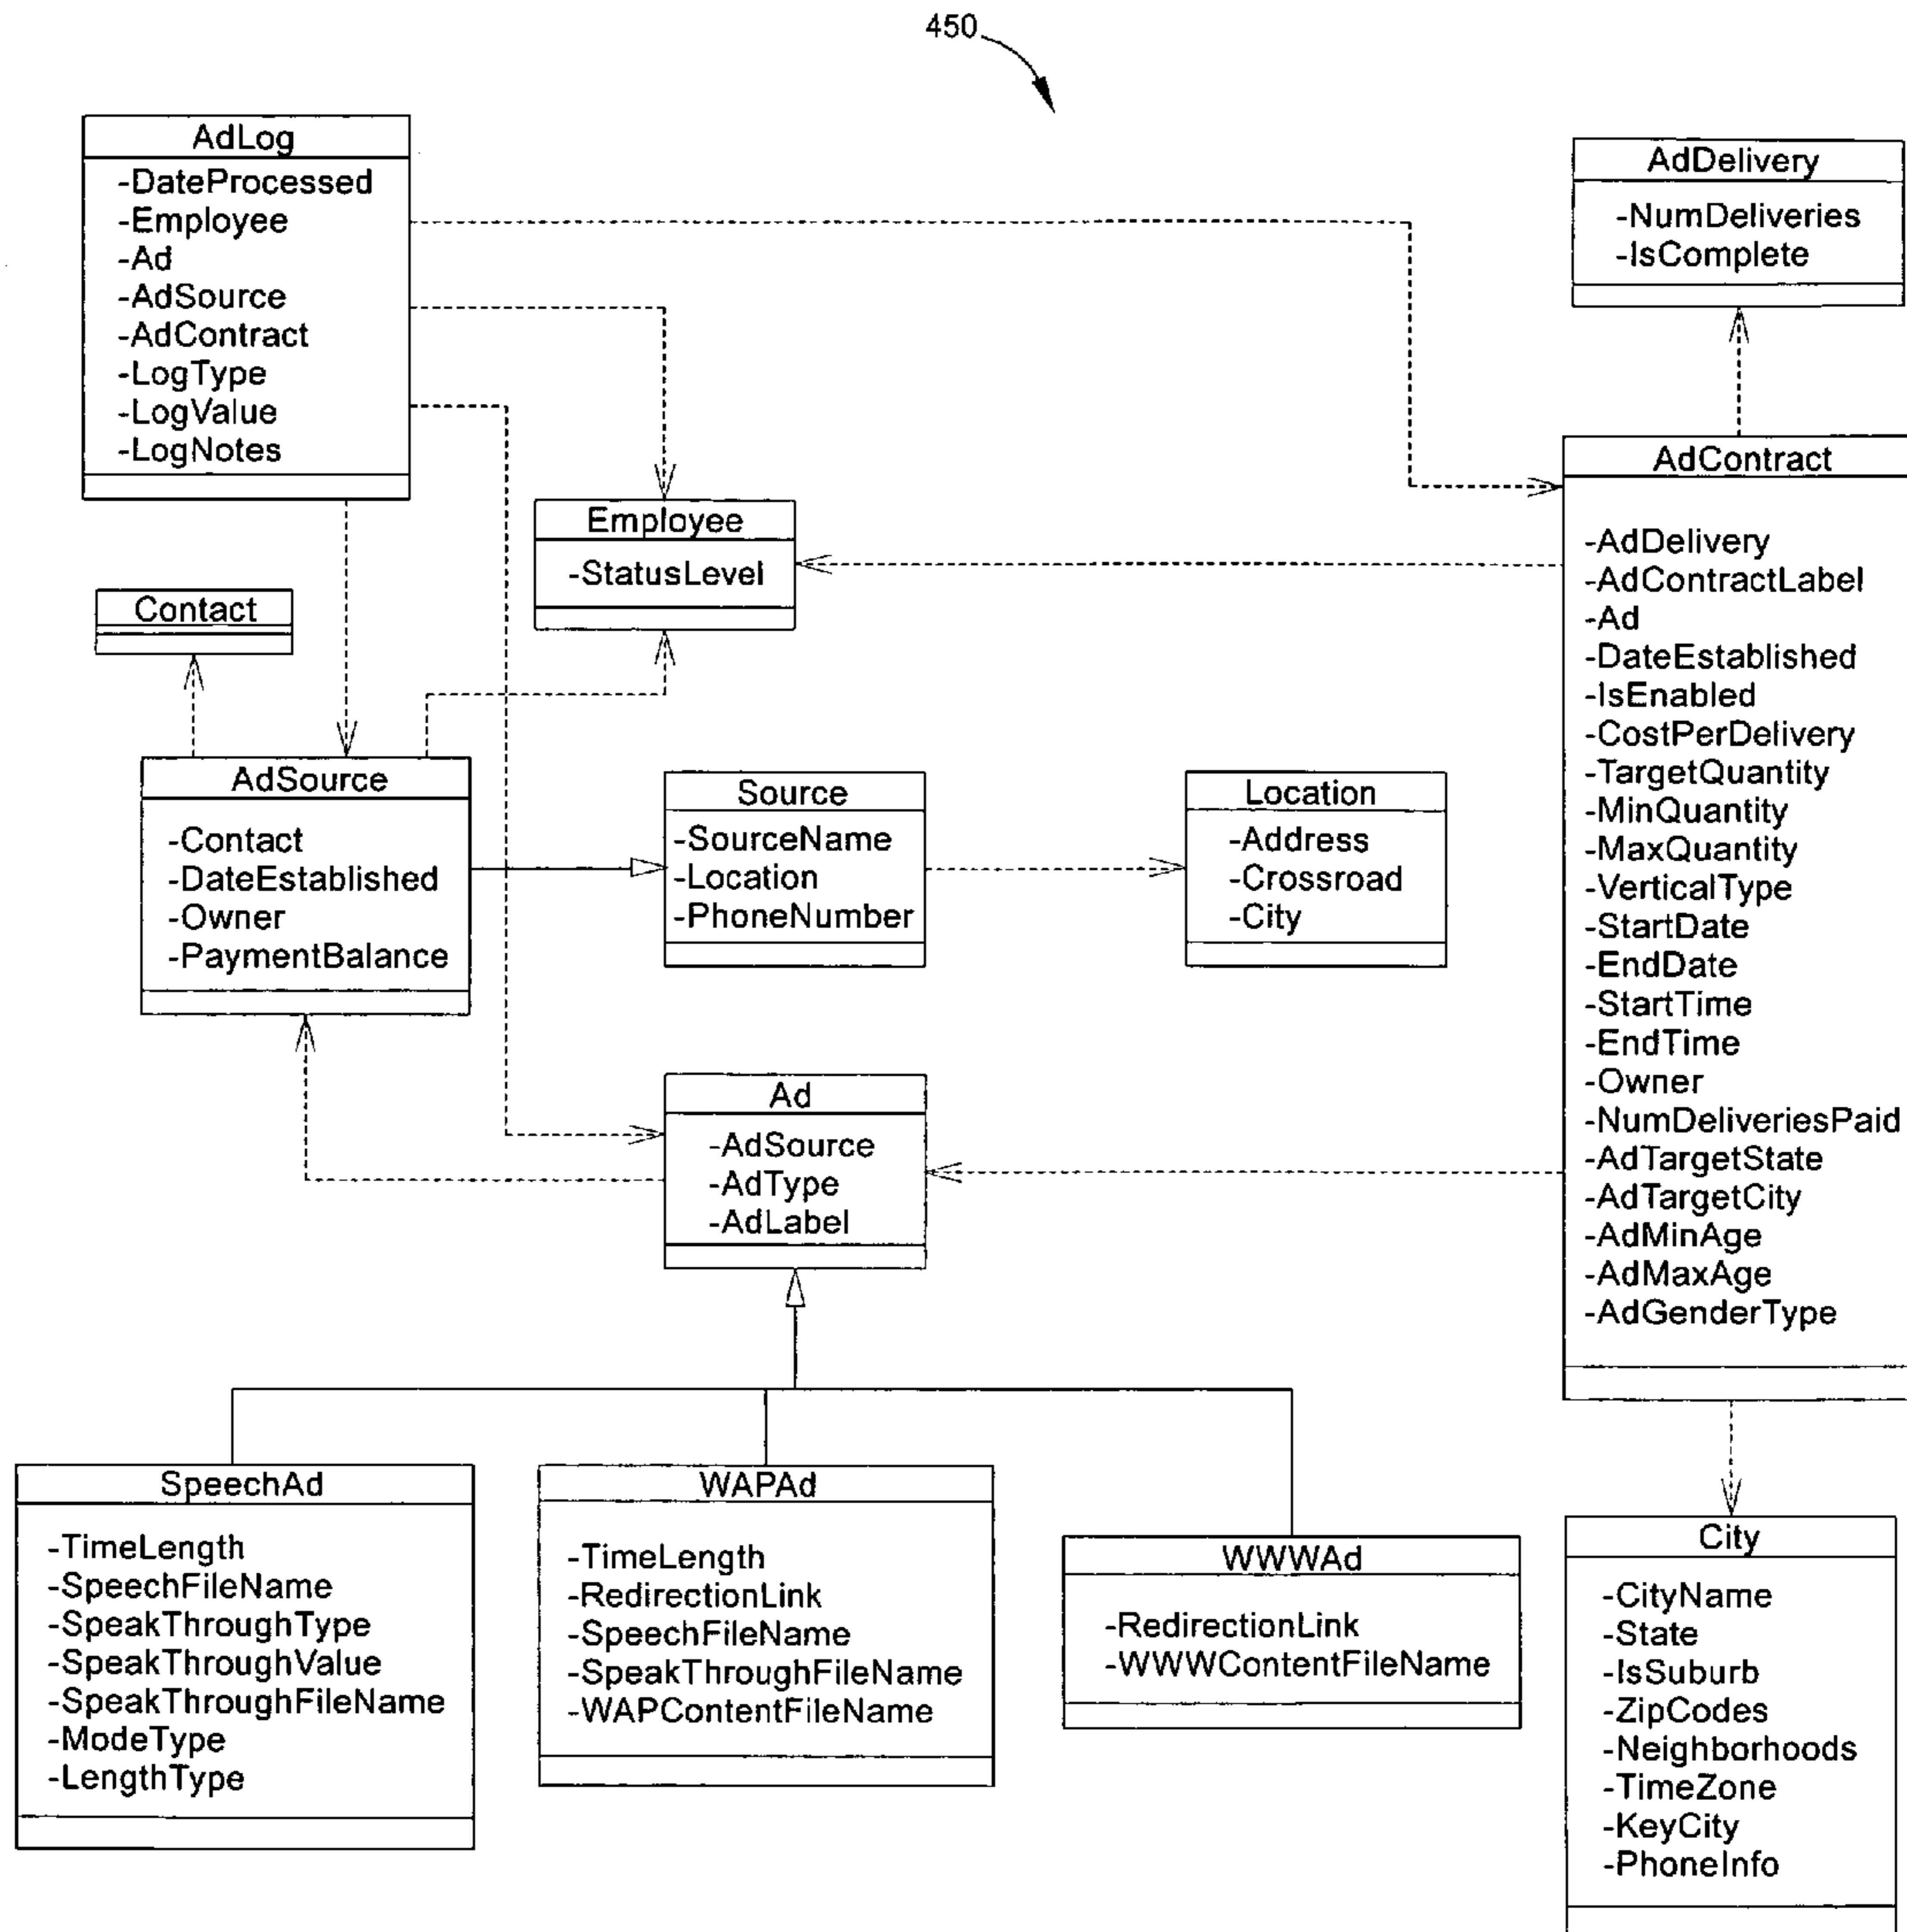 450
AdLog
-DateProcessed
-Employee
-Ad
-AdSource
-AdContract
-LogType
-LogValue
-LogNotes
AdDelivery
-NumDeliveries
-IsComplete
Employee
-StatusLevel
Contact
AdContract
-AdDelivery
-AdContractLabel
-Ad
-DateEstablished
-IsEnabled
-CostPerDelivery
-TargetQuantity
-MinQuantity
-MaxQuantity
-VerticalType
-StartDate
-EndDate
-StartTime
-EndTime
-Owner
-NumDeliveriesPaid
-AdTargetState
-AdTargetCity
-AdMinAge
-AdMaxAge
-AdGenderType
AdSource
-Contact
-DateEstablished
-Owner
-PaymentBalance
Source
-SourceName
-Location
-PhoneNumber
Location
-Address
-Crossroad
-City
Ad
-AdSource
-AdType
-AdLabel
SpeechAd
-TimeLength
-SpeechFileName
-SpeakThroughType
-SpeakThroughValue
-SpeakThroughFileName
-ModeType
-LengthType
WAPAd
-TimeLength
-RedirectionLink
-SpeechFileName
-SpeakThroughFileName
-WAPContentFileName
WWWAd
-RedirectionLink
-WWWContentFileName
City
-CityName
-State
-IsSuburb
-ZipCodes
-Neighborhoods
-TimeZone
-KeyCity
-PhoneInfo